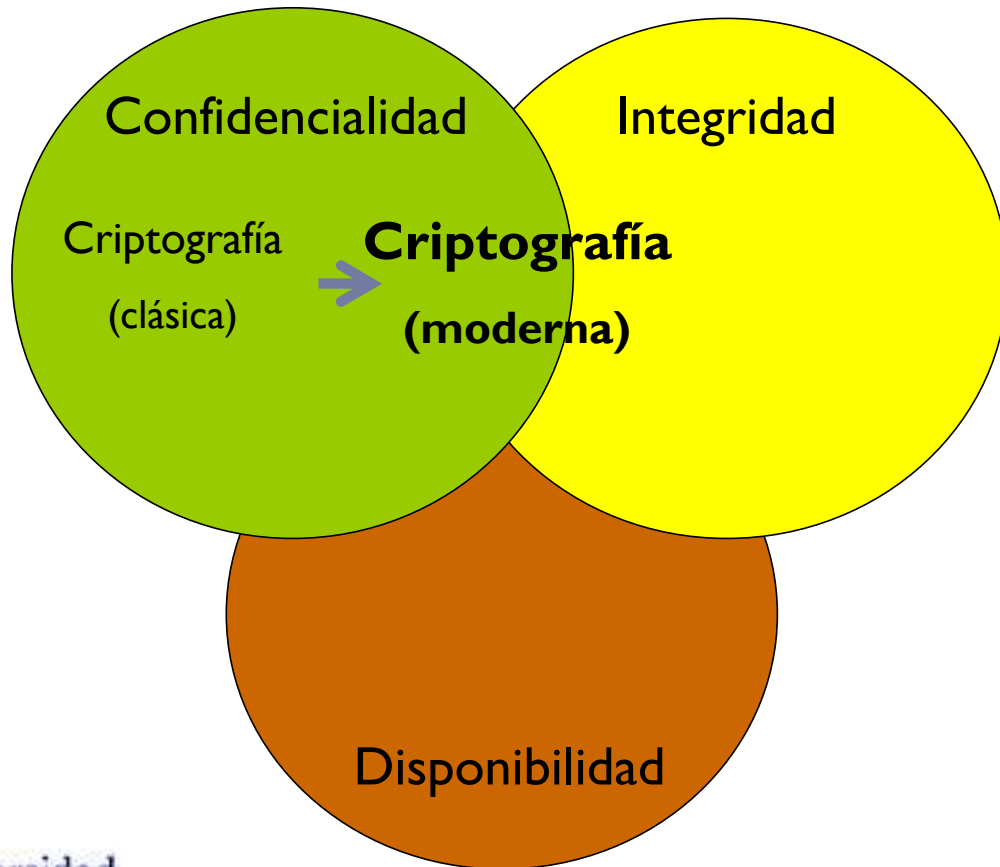 Confidencialidad
Integridad
Criptografía
(clásica)
Criptografía
(moderna)
Disponibilidad